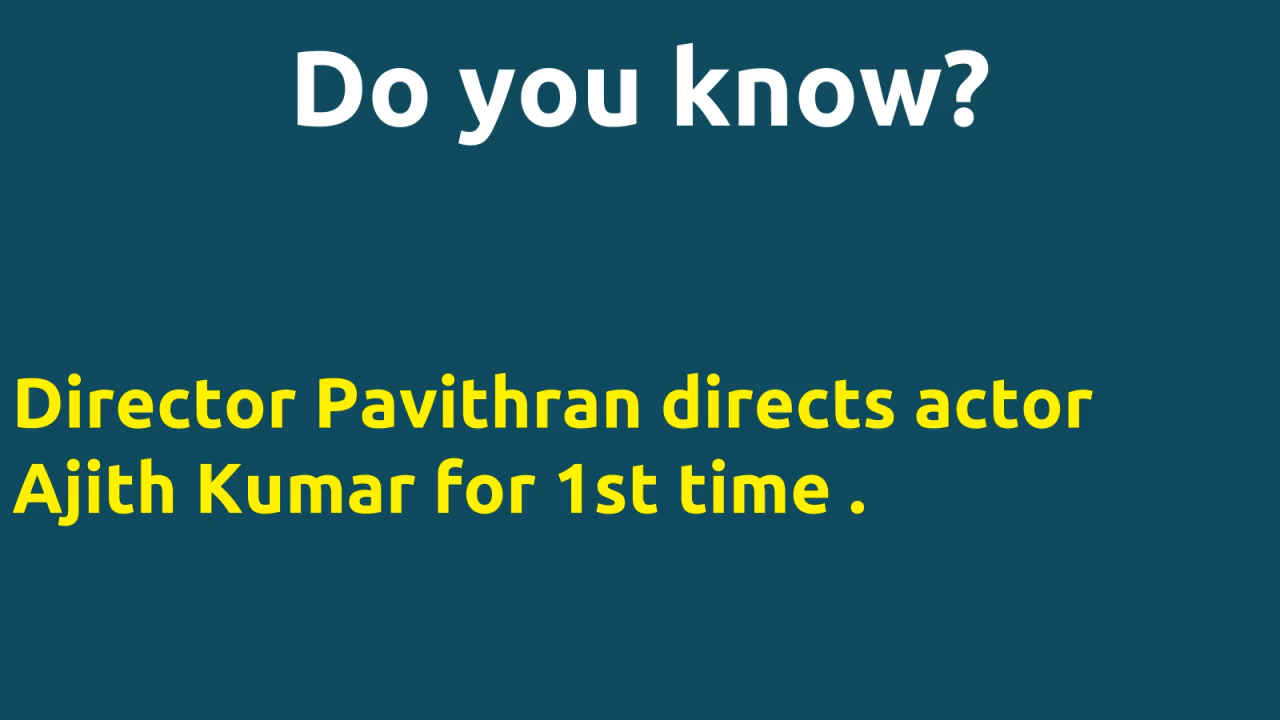 Do you know?
Director Pavithran directs actor
Ajith Kumar for 1st time .